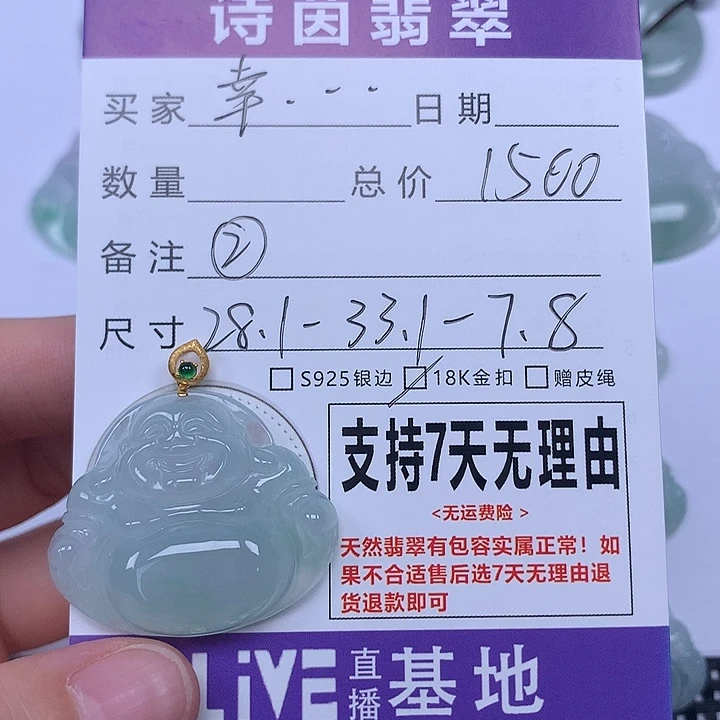 诗茵翡翠
买家 幸... 日期
数量 总价 1500
备注 ②
尺寸 28.1-33.1-7.8
S925银边 18K金扣 赠皮绳
支持7天无理由
<无运费险 >
天然翡翠有包容实属正常！如
果不合适售后选7天无理由退
货退款即可
LiVE 直播 基地